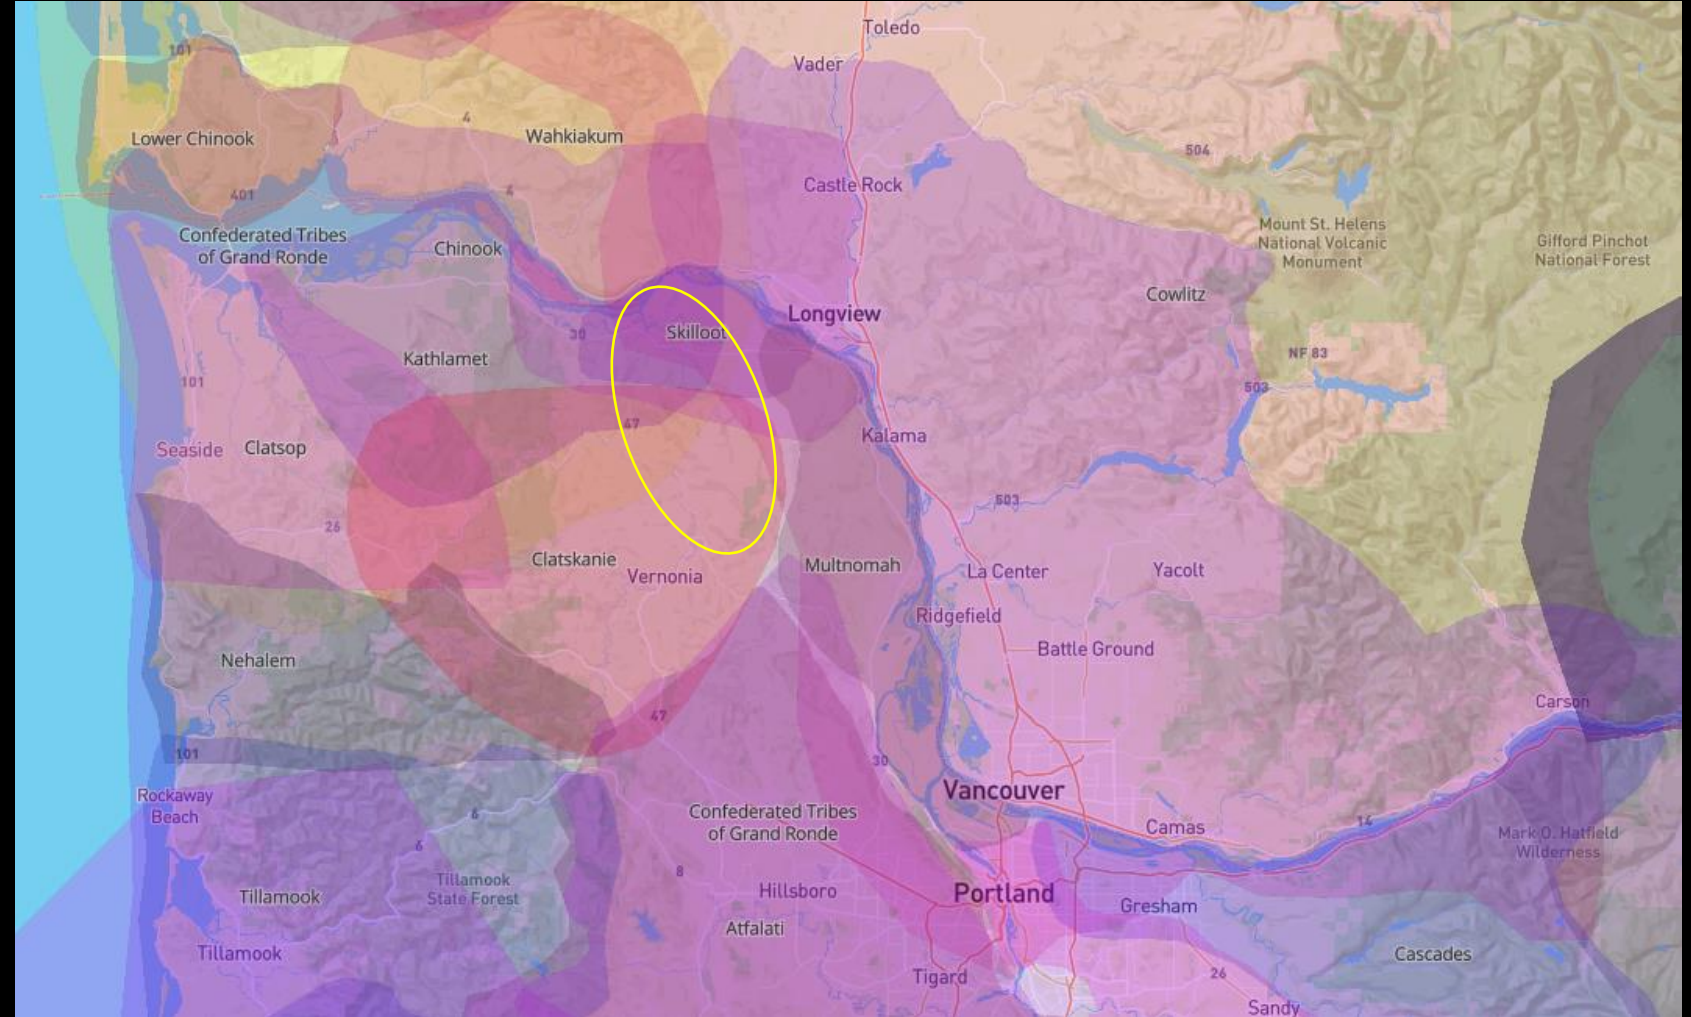 Toledo
101
Vader
4
Lower Chinook
Wahkiakum
504
Castle Rock
4
401
Mount St. Helens
National Volcanic
Monument
Confederated Tribes
of Grand Ronde
Chinook
Gifford Pinchot
National Forest
Cowlitz
Longview
30
Skilloot
Kathlamet
NF 83
101
503
47
Kalama
Seaside
Clatsop
503
26
Clatskanie
Vernonia
Multnomah
La Center
Yacolt
Ridgefield
Battle Ground
Nehalem
Carson
47
101
30
Vancouver
Rockaway
Beach
Confederated Tribes
of Grand Ronde
6
14
Camas
Mark O. Hatfield
Wilderness
6
8
Tillamook
Tillamook
State Forest
Hillsboro
Portland
Gresham
Atfalati
Tillamook
Cascades
Tigard
26
Sandy